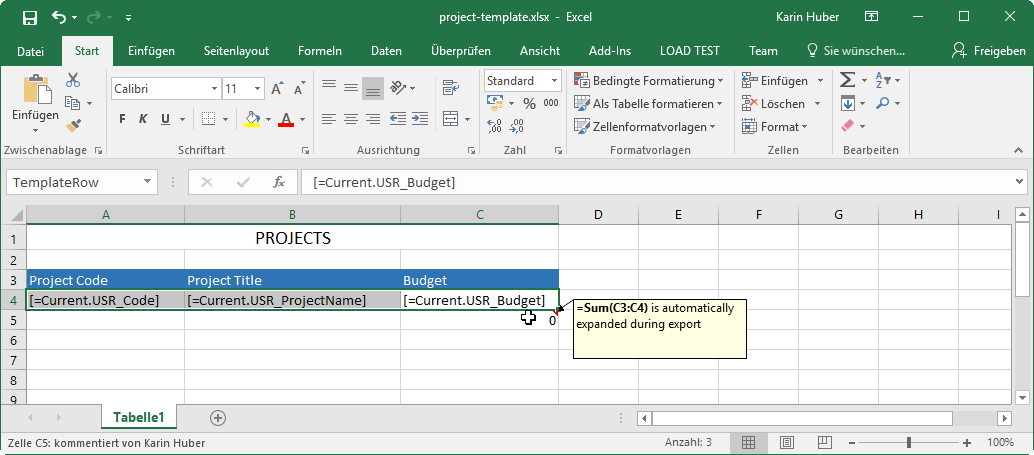 project-template.xlsx - Excel
Karin Huber
Datei Start Einfügen Seitenlayout Formeln Daten Überprüfen Ansicht Add-Ins LOAD TEST Team Sie wünschen... Freigeben
Einfügen
Zwischenablage
Calibri 11
F K U
Schriftart
Ausrichtung
Standard
% 000
,00
Zahl
Bedingte Formatierung
Als Tabelle formatieren
Zellenformatvorlagen
Formatvorlagen
Einfügen
Löschen
Format
Zellen
Bearbeiten
TemplateRow fx [=Current.USR_Budget]
A B C D E F G H I
1 PROJECTS
2
3 Project Code Project Title Budget
4 [=Current.USR_Code] [=Current.USR_ProjectName] [=Current.USR_Budget]
5 0
=Sum(C3:C4) is automatically
expanded during export
6
7
8
9
Tabelle1
Zelle C5: kommentiert von Karin Huber Anzahl: 3 100%